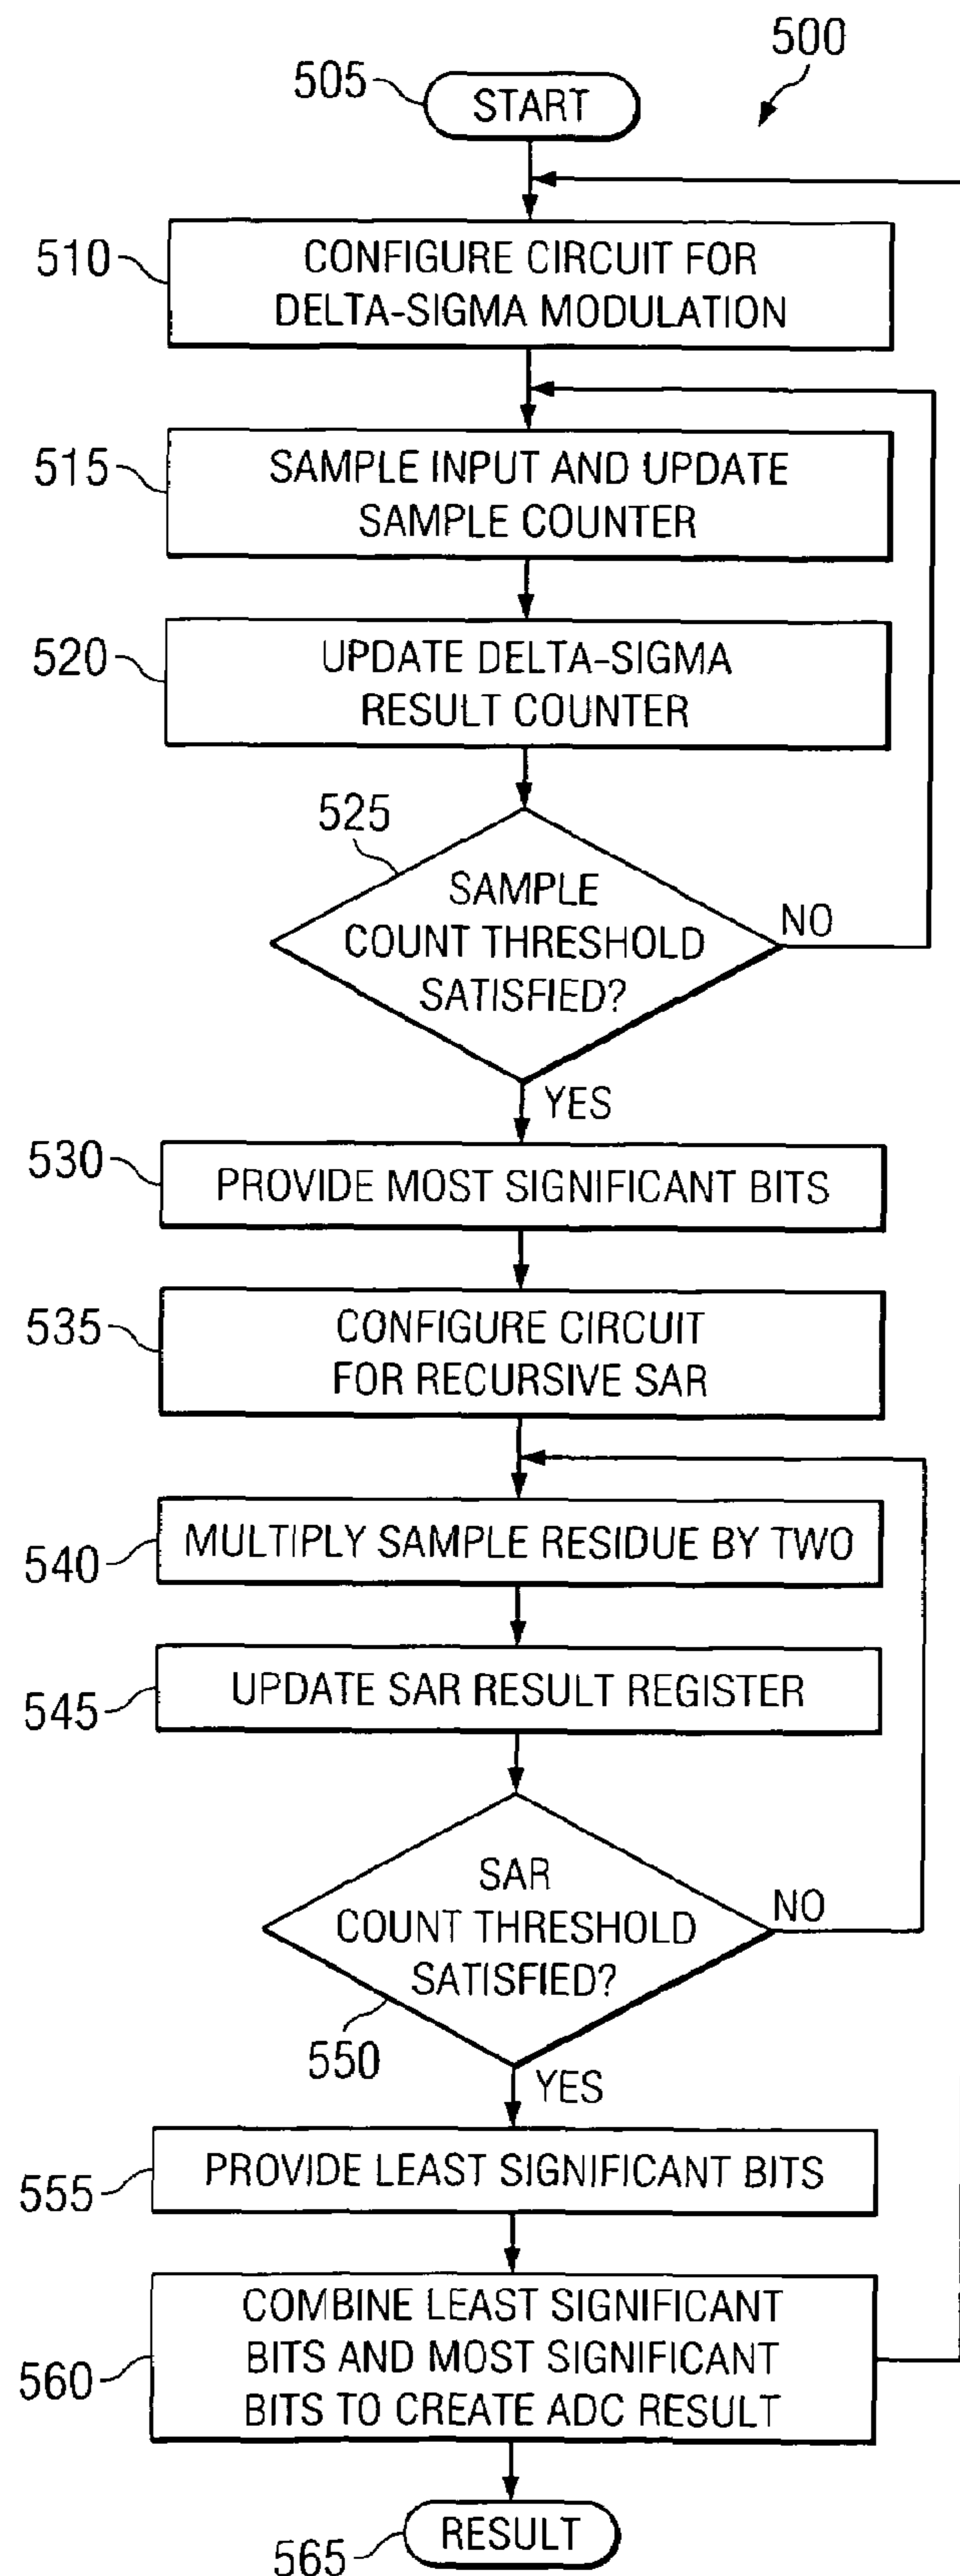 500
505
START
510
CONFIGURE CIRCUIT FOR
DELTA-SIGMA MODULATION
515
SAMPLE INPUT AND UPDATE
SAMPLE COUNTER
520
UPDATE DELTA-SIGMA
RESULT COUNTER
525
SAMPLE
COUNT THRESHOLD
SATISFIED?
NO
YES
530
PROVIDE MOST SIGNIFICANT BITS
535
CONFIGURE CIRCUIT
FOR RECURSIVE SAR
540
MULTIPLY SAMPLE RESIDUE BY TWO
545
UPDATE SAR RESULT REGISTER
SAR
COUNT THRESHOLD
SATISFIED?
NO
550
YES
555
PROVIDE LEAST SIGNIFICANT BITS
560
COMBINE LEAST SIGNIFICANT
BITS AND MOST SIGNIFICANT
BITS TO CREATE ADC RESULT
565
RESULT